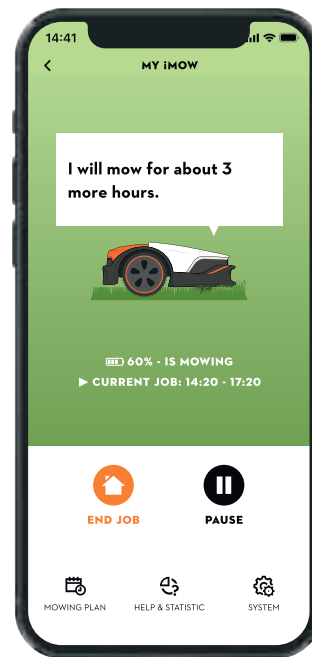 14:41
MY iMOW
I will mow for about 3
more hours.
60% - IS MOWING
CURRENT JOB: 14:20 - 17:20
END JOB
PAUSE
MOWING PLAN
HELP & STATISTIC
SYSTEM